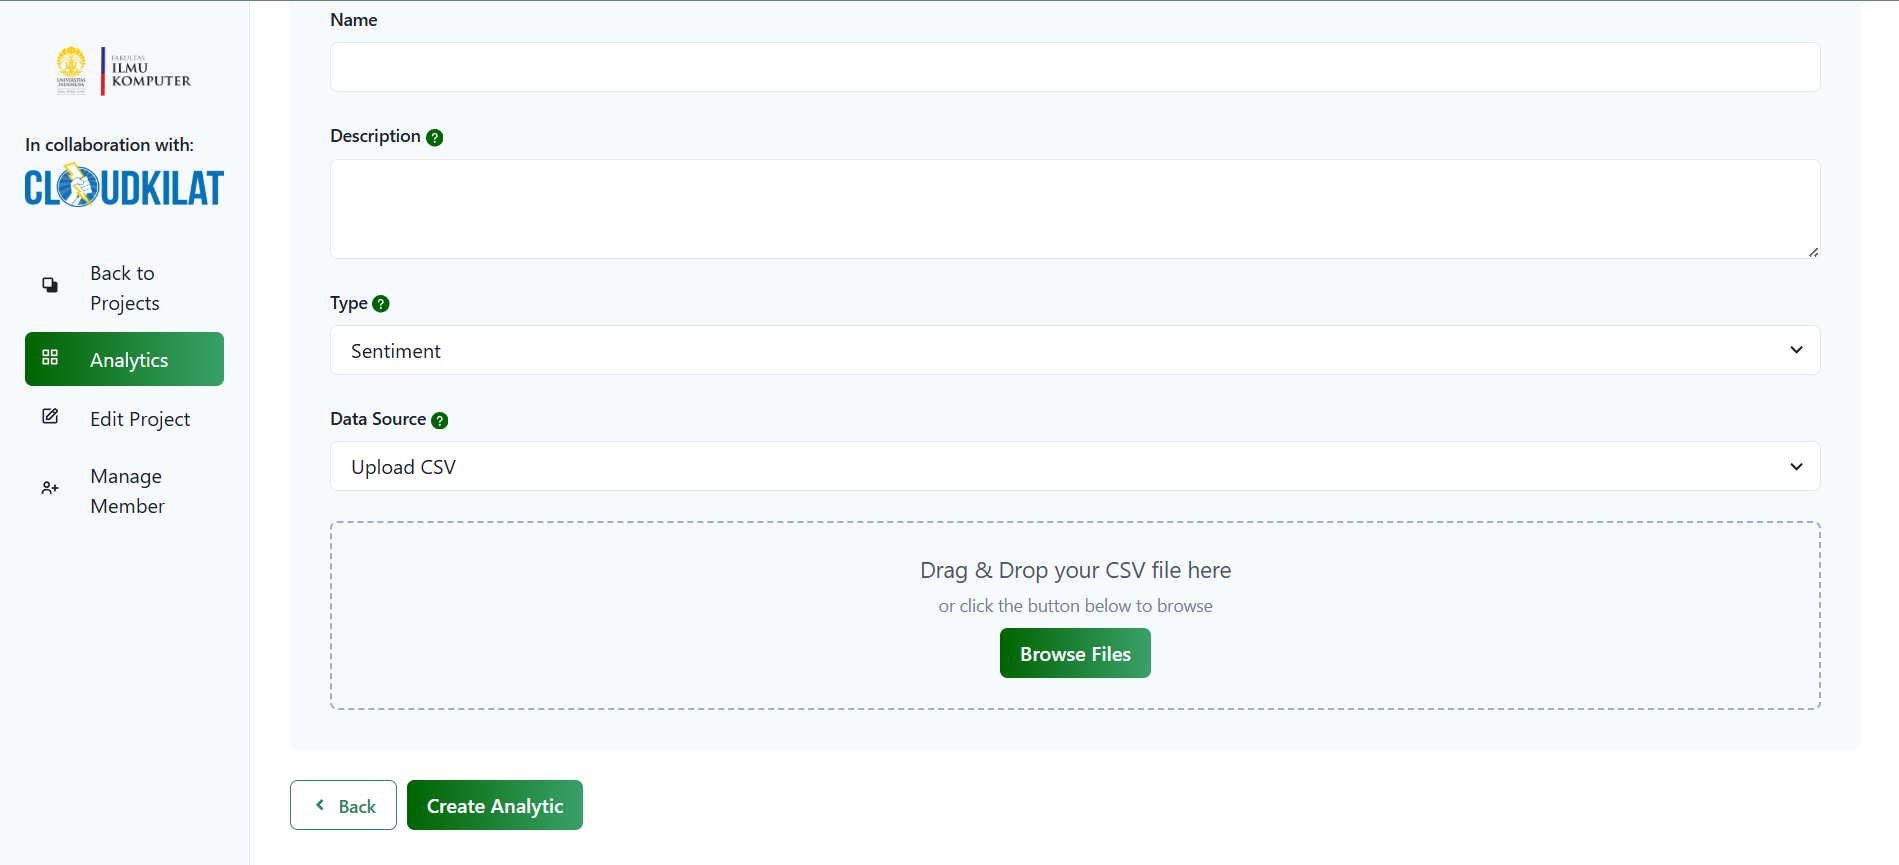 UNIVERSITAS
INDONESIA
FAKULTAS
ILMU
KOMPUTER
In collaboration with:
CLOUDKILAT
Back to
Projects
Analytics
Edit Project
Manage
Member
Name
Description ?
Type ?
Sentiment
Data Source ?
Upload CSV
Drag & Drop your CSV file here
or click the button below to browse
Browse Files
Back
Create Analytic